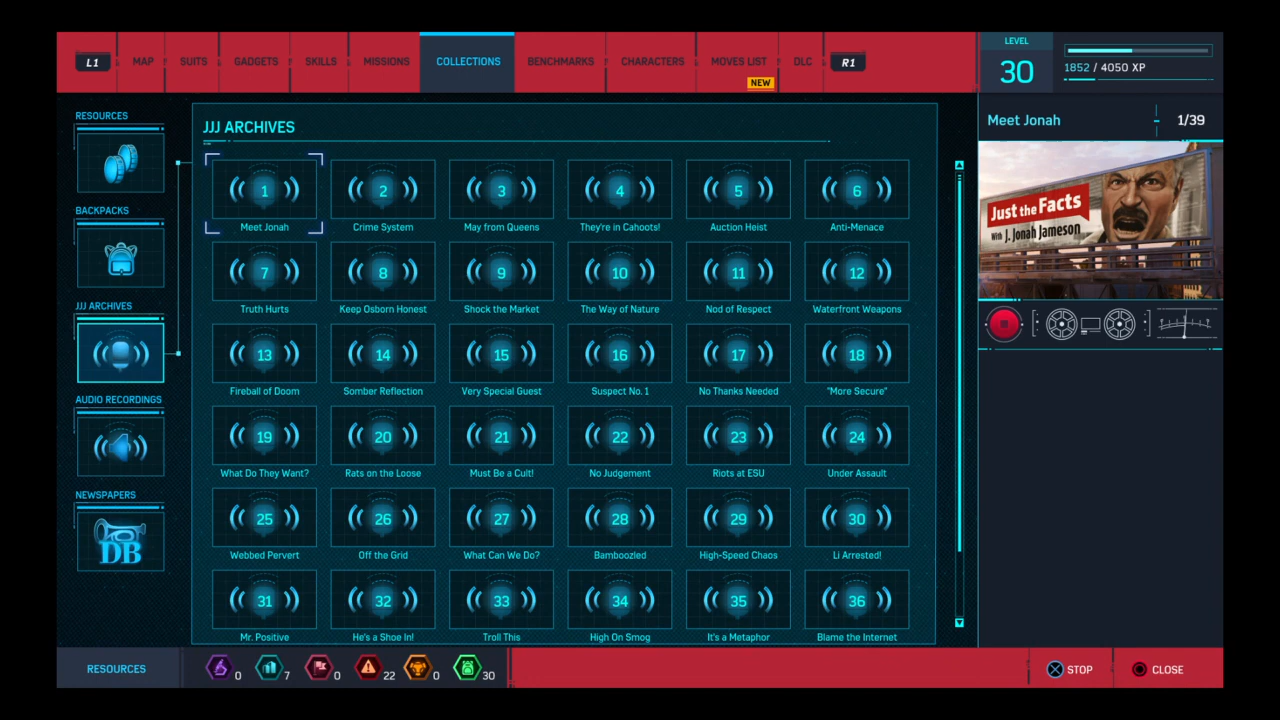 L1
MAP
SUITS
GADGETS
SKILLS
MISSIONS
COLLECTIONS
BENCHMARKS
CHARACTERS
MOVES LIST
NEW
DLC
R1
LEVEL
30
1852 / 4050 XP
RESOURCES
BACKPACKS
JJJ ARCHIVES
AUDIO RECORDINGS
NEWSPAPERS
DB
JJJ ARCHIVES
1 2 3 4 5 6
Meet Jonah Crime System May from Queens They're in Cahoots! Auction Heist Anti-Menace
7 8 9 10 11 12
Truth Hurts Keep Osborn Honest Shock the Market The Way of Nature Nod of Respect Waterfront Weapons
13 14 15 16 17 18
Fireball of Doom Somber Reflection Very Special Guest Suspect No. 1 No Thanks Needed "More Secure"
19 20 21 22 23 24
What Do They Want? Rats on the Loose Must Be a Cult! No Judgement Riots at ESU Under Assault
25 26 27 28 29 30
Webbed Pervert Off the Grid What Can We Do? Bamboozled High-Speed Chaos Li Arrested!
31 32 33 34 35 36
Mr. Positive He's a Shoe In! Troll This High On Smog It's a Metaphor Blame the Internet
Meet Jonah 1/39
Just the Facts
With J. Jonah Jameson
RESOURCES
0 7 0 22 0 30
STOP
CLOSE